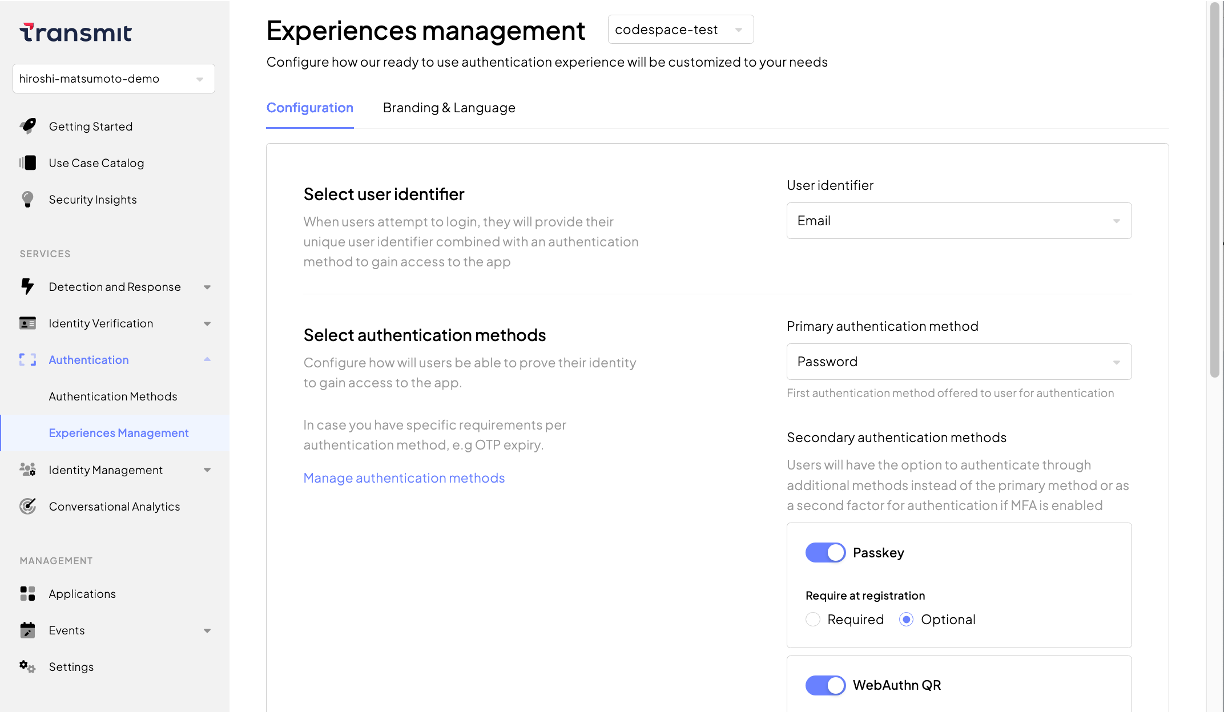 Transmit
hiroshi-matsumoto-demo
Getting Started
Use Case Catalog
Security Insights
SERVICES
Detection and Response
Identity Verification
Authentication
Authentication Methods
Experiences Management
Identity Management
Conversational Analytics
MANAGEMENT
Applications
Events
Settings
Experiences management
codespace-test
Configure how our ready to use authentication experience will be customized to your needs
Configuration
Branding & Language
Select user identifier
When users attempt to login, they will provide their
unique user identifier combined with an authentication
method to gain access to the app
User identifier
Email
Select authentication methods
Configure how will users be able to prove their identity
to gain access to the app.
In case you have specific requirements per
authentication method, e.g OTP expiry.
Manage authentication methods
Primary authentication method
Password
First authentication method offered to user for authentication
Secondary authentication methods
Users will have the option to authenticate through
additional methods instead of the primary method or as
a second factor for authentication if MFA is enabled
Passkey
Require at registration
Required
Optional
WebAuthn QR